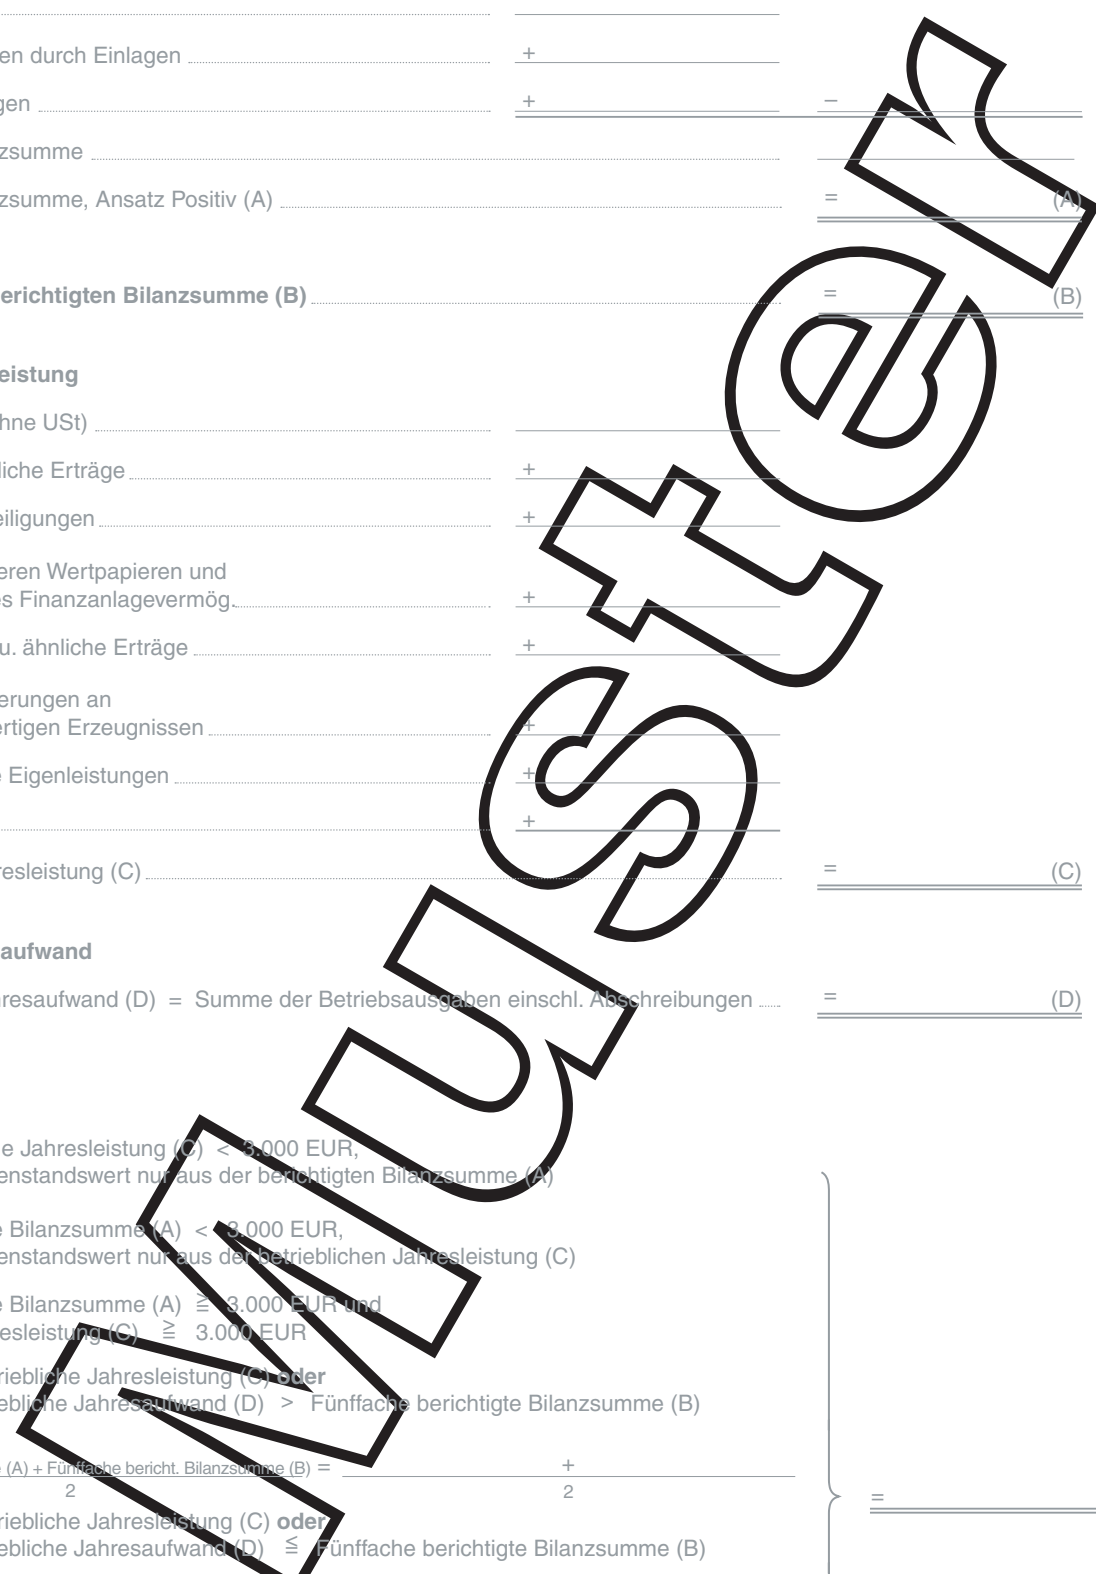 en durch Einlagen +
gen + –
zsumme
zsumme, Ansatz Positiv (A) = (A)
erichtigten Bilanzsumme (B) = (B)
eistung
hne USt)
liche Erträge +
eiligungen +
eren Wertpapieren und
es Finanzanlagevermög. +
u. ähnliche Erträge +
erungen an
ertigen Erzeugnissen +
e Eigenleistungen +
+
resleistung (C) = (C)
aufwand
hresaufwand (D) = Summe der Betriebsausgaben einschl. Abschreibungen = (D)
e Jahresleistung (C) < 3.000 EUR,
enstandswert nur aus der berichtigten Bilanzsumme (A)
e Bilanzsumme (A) < 3.000 EUR,
enstandswert nur aus der betrieblichen Jahresleistung (C)
e Bilanzsumme (A) ≧ 3.000 EUR und
esleistung (C) ≧ 3.000 EUR
riebliche Jahresleistung (C) oder
ebliche Jahresaufwand (D) > Fünffache berichtigte Bilanzsumme (B)
e (A) + Fünffache bericht. Bilanzsumme (B) = +
2 2
=
riebliche Jahresleistung (C) oder
ebliche Jahresaufwand (D) ≦ Fünffache berichtigte Bilanzsumme (B)
Muster